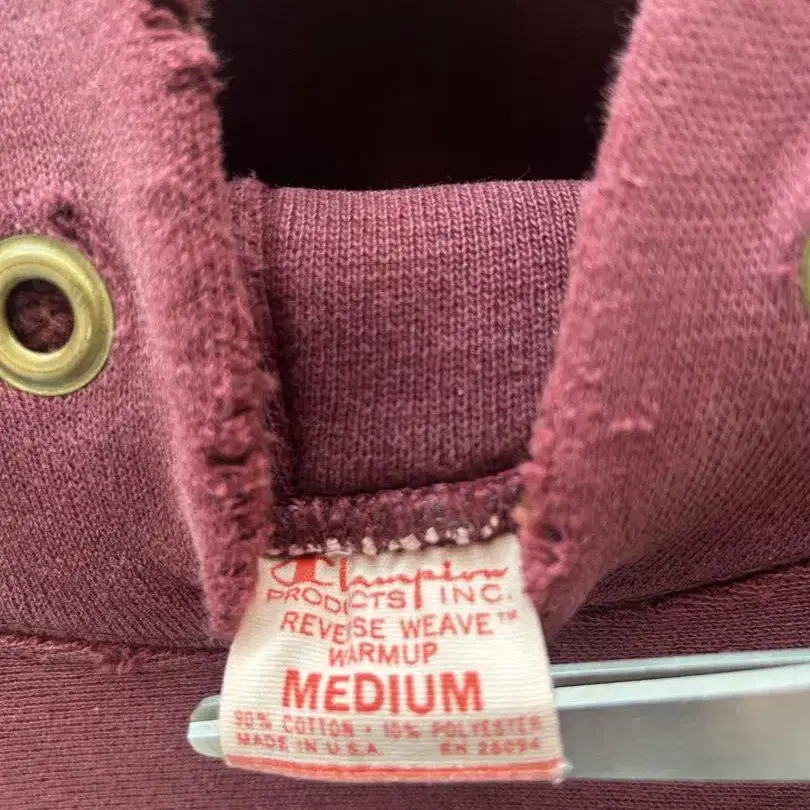 Champion
PRODUCTS INC.
REVERSE WEAVE™
WARMUP
MEDIUM
90% COTTON · 10% POLYESTER
MADE IN U.S.A. RN 26094